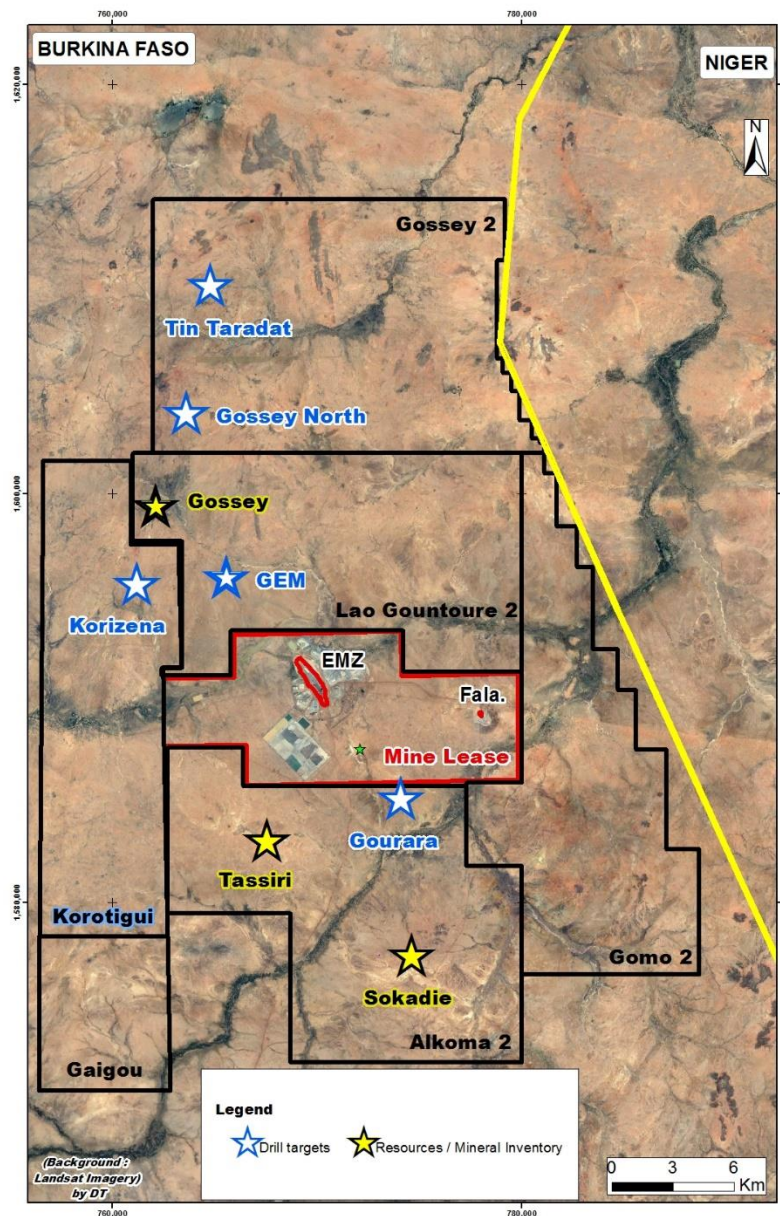 760,000
780,000
BURKINA FASO
NIGER
1,620,000
N
Gossey 2
Tin Taradat
Gossey North
1,600,000
Gossey
GEM
Korizena
Lao Gountoure 2
EMZ
Fala.
Mine Lease
Gourara
Tassiri
1,580,000
Korotigui
Sokadie
Gomo 2
Alkoma 2
Gaigou
Legend
Drill targets
Resources / Mineral Inventory
(Background :
Landsat Imagery)
by DT
0 3 6
Km
760,000
780,000